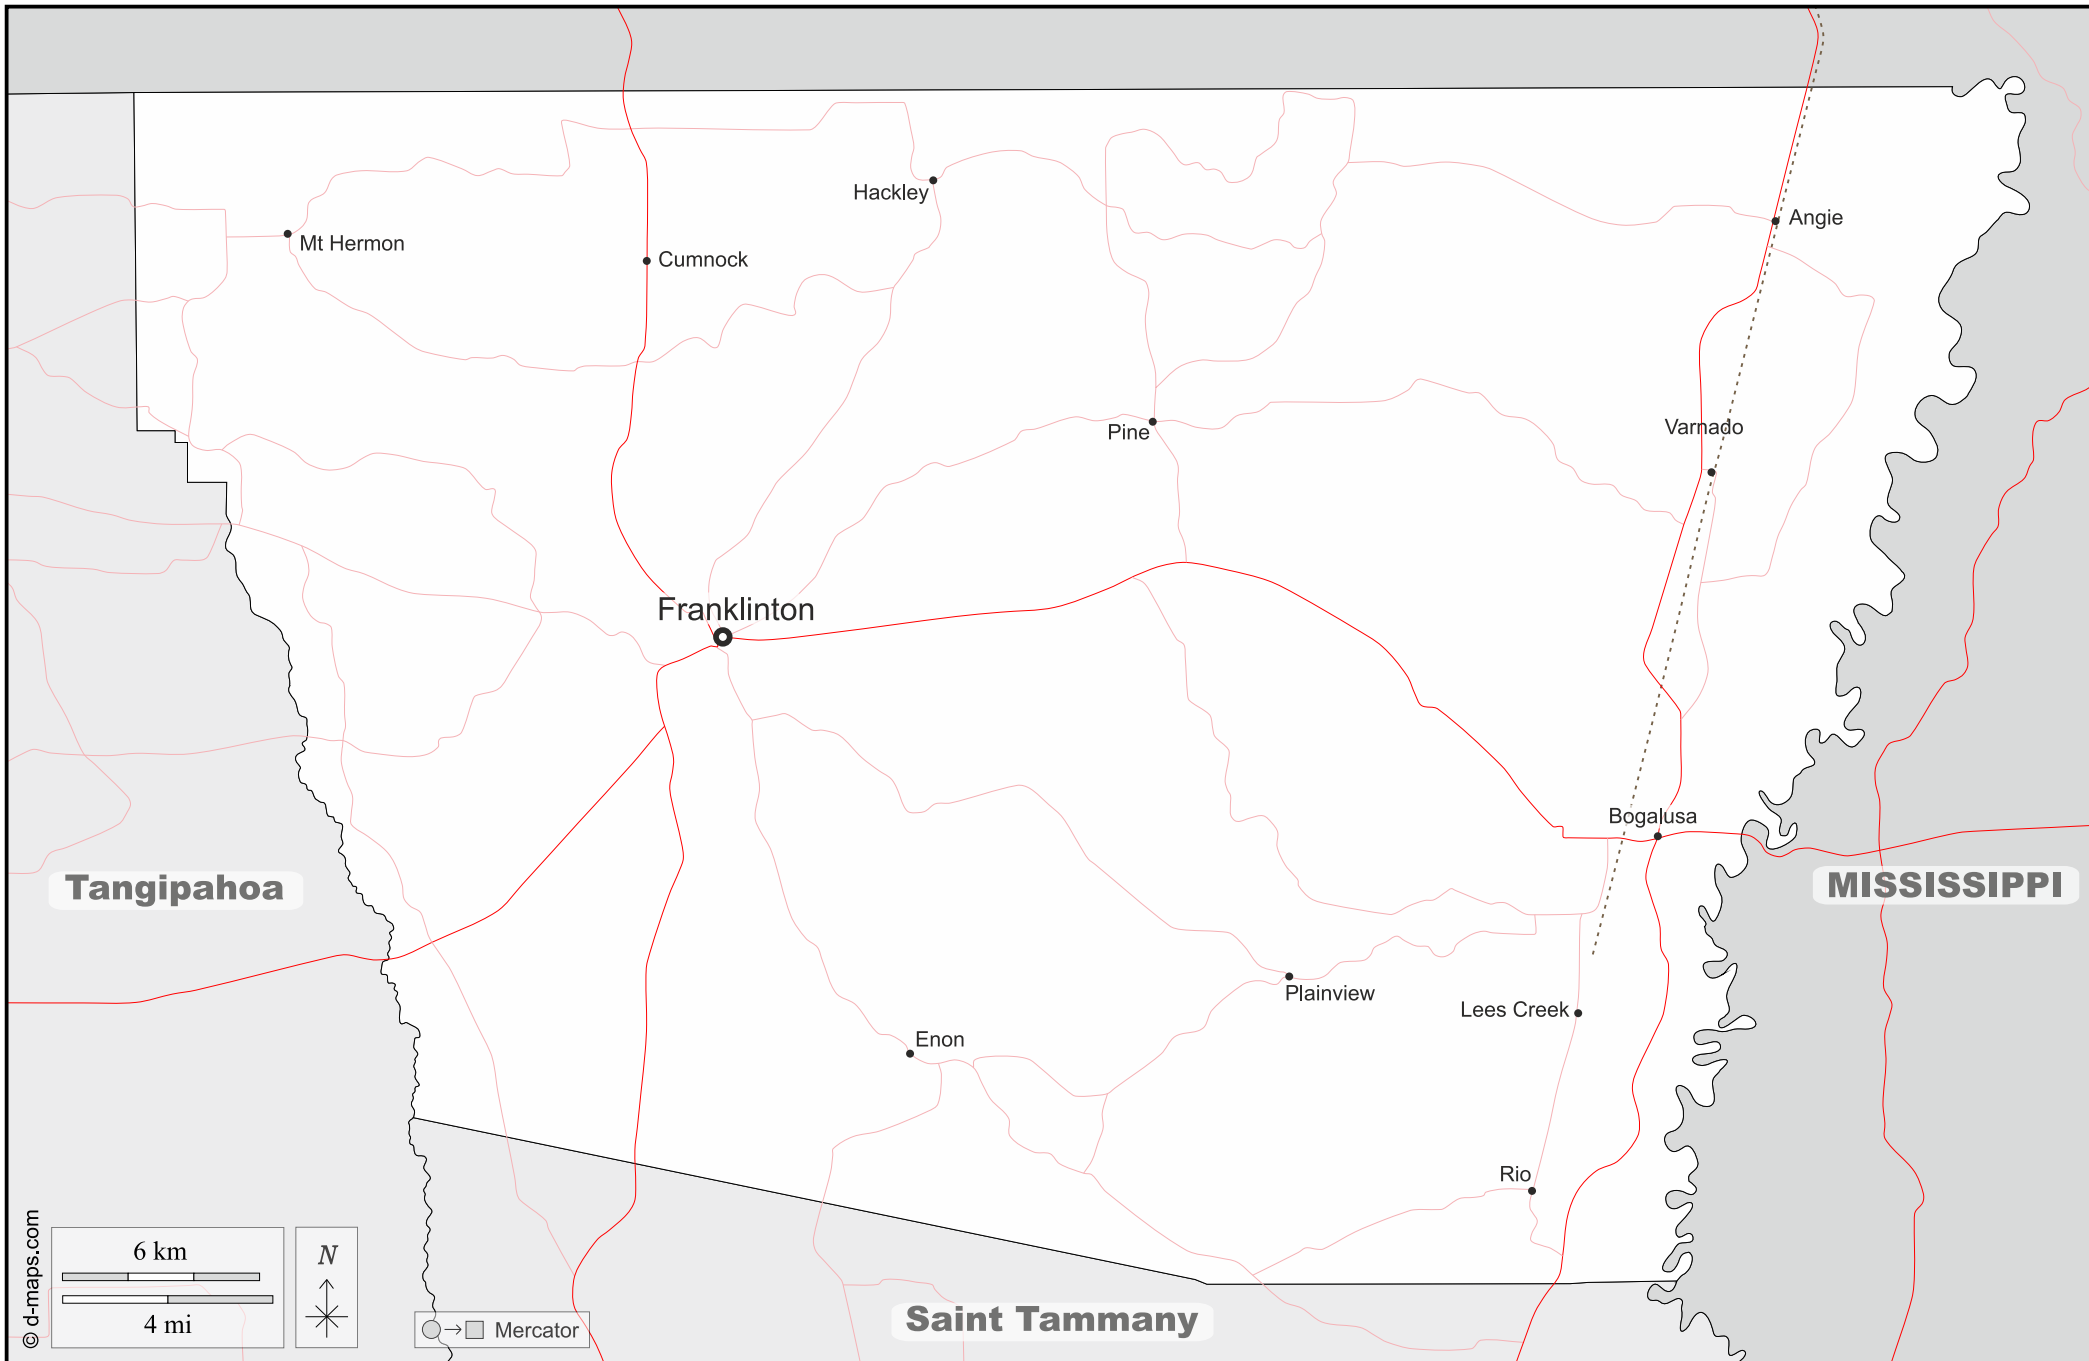 Hackley
Mt Hermon
Cumnock
Angie
Pine
Varnado
Franklinton
Bogalusa
Tangipahoa
MISSISSIPPI
Plainview
Lees Creek
Enon
Rio
© d-maps.com
6 km
4 mi
N
Mercator
Saint Tammany